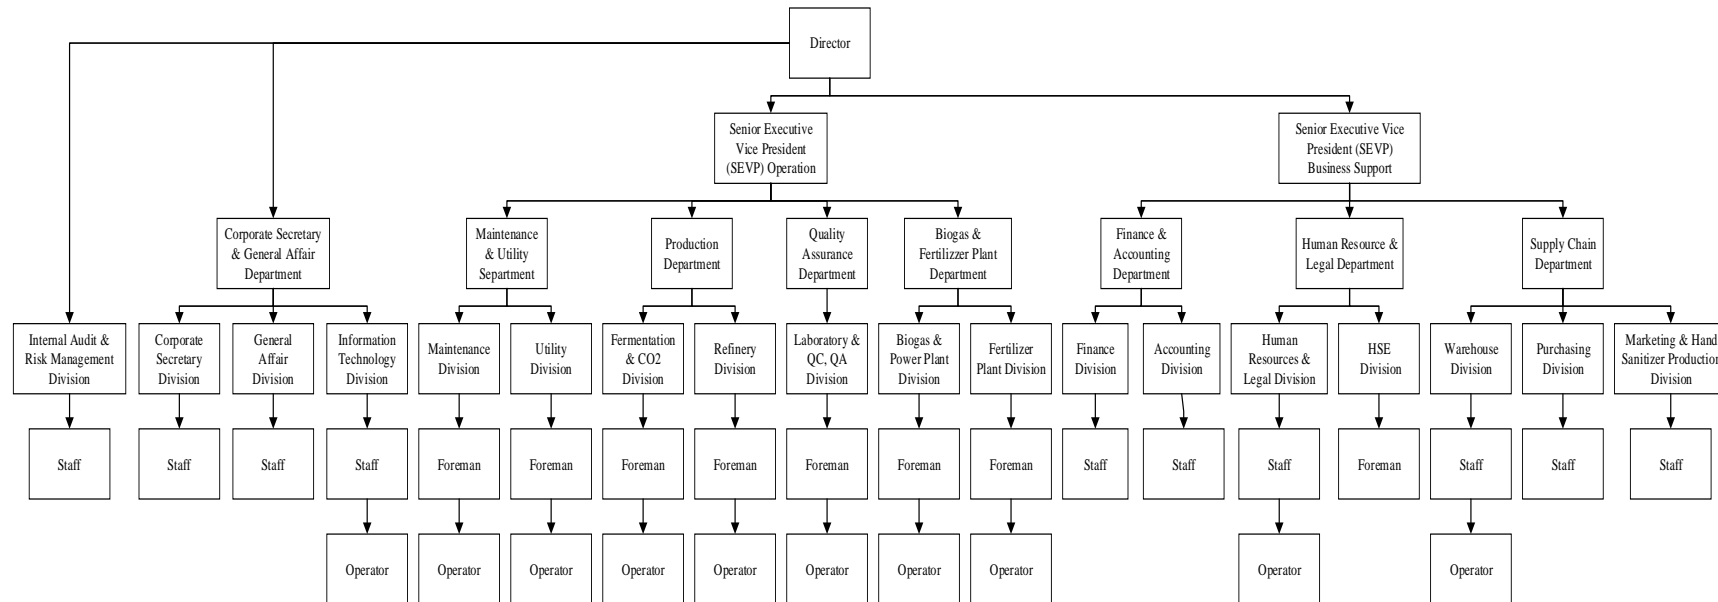 Director
Senior Executive
Vice President
(SEVP) Operation
Senior Executive Vice
President (SEVP)
Business Support
Corporate Secretary
& General Affair
Department
Maintenance
& Utility
Separtment
Production
Department
Quality
Assurance
Department
Biogas &
Fertilizzer Plant
Department
Finance &
Accounting
Department
Human Resource &
Legal Department
Supply Chain
Department
Internal Audit &
Risk Management
Division
Corporate
Secretary
Division
General
Affair
Division
Information
Technology
Division
Maintenance
Division
Utility
Division
Fermentation
& CO2
Division
Refinery
Division
Laboratory &
QC, QA
Division
Biogas &
Power Plant
Division
Fertilizer
Plant Division
Finance
Division
Accounting
Division
Human
Resources &
Legal Division
HSE
Division
Warehouse
Division
Purchasing
Division
Marketing & Hand
Sanitizer Production
Division
Staff
Staff
Staff
Staff
Foreman
Foreman
Foreman
Foreman
Foreman
Foreman
Foreman
Staff
Staff
Staff
Foreman
Staff
Staff
Staff
Operator
Operator
Operator
Operator
Operator
Operator
Operator
Operator
Operator
Operator